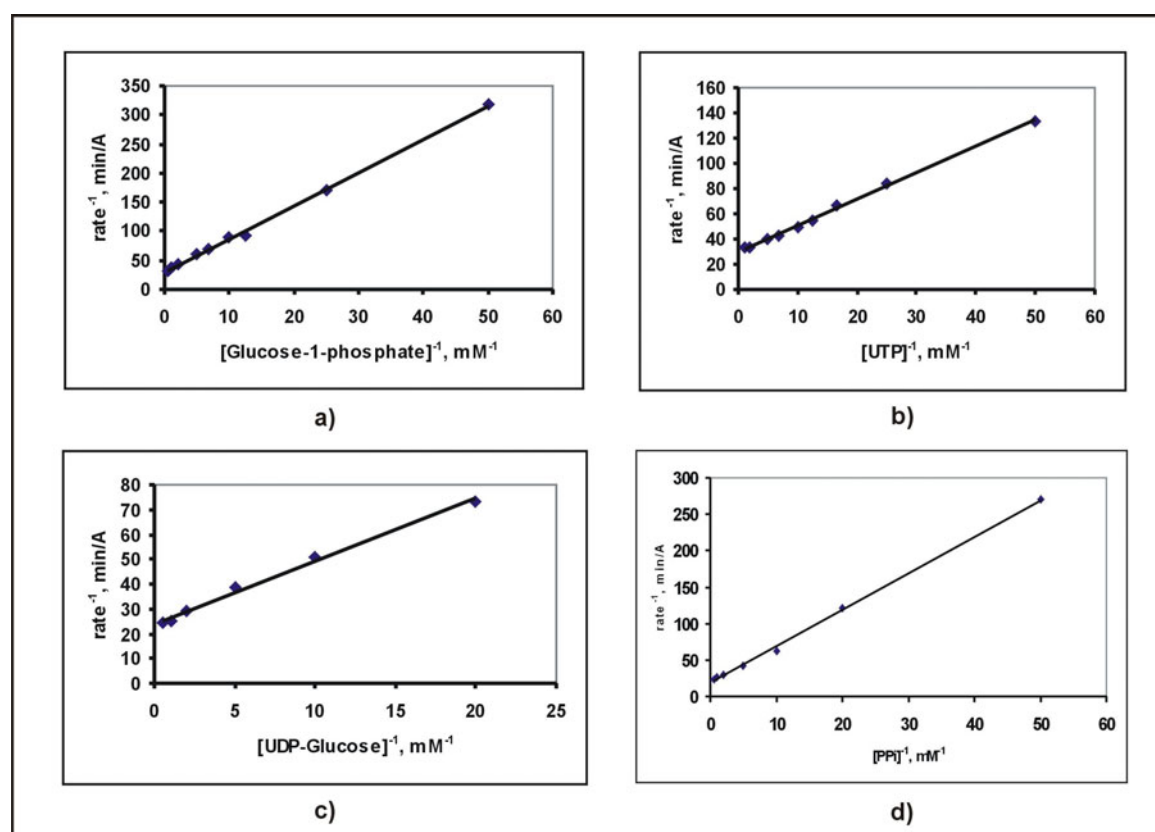 350
300
250
200
150
100
50
0
rate⁻¹, min/A
0 10 20 30 40 50 60
[Glucose-1-phosphate]⁻¹, mM⁻¹
a)
160
140
120
100
80
60
40
20
0
rate⁻¹, min/A
0 10 20 30 40 50 60
[UTP]⁻¹, mM⁻¹
b)
80
70
60
50
40
30
20
10
0
rate⁻¹, min/A
0 5 10 15 20 25
[UDP-Glucose]⁻¹, mM⁻¹
c)
300
250
200
150
100
50
0
rate⁻¹, min/A
0 10 20 30 40 50 60
[PPi]⁻¹, mM⁻¹
d)